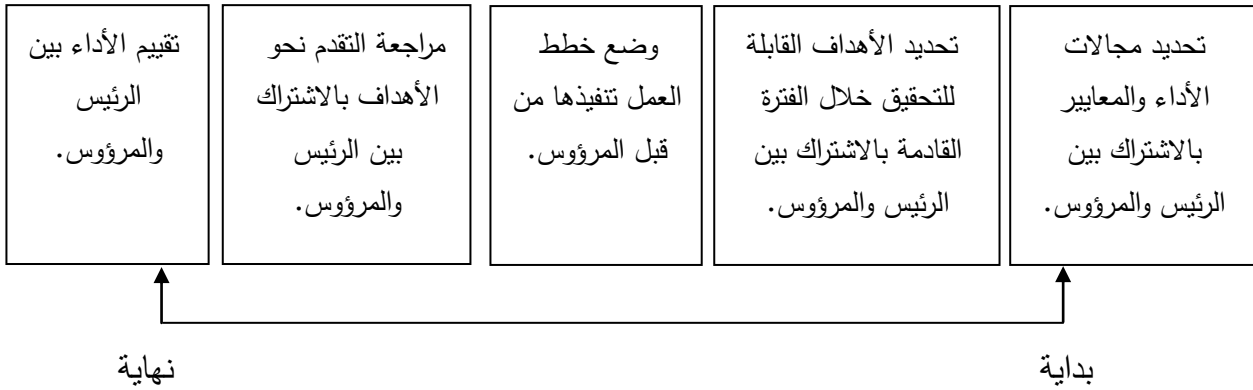 تحديد مجالات
الأداء والمعايير
بالاشتراك بين
الرئيس والمرؤوس.
تحديد الأهداف القابلة
للتحقيق خلال الفترة
القادمة بالاشتراك بين
الرئيس والمرؤوس.
وضع خطط
العمل تنفيذها من
قبل المرؤوس.
مراجعة التقدم نحو
الأهداف بالاشتراك
بين الرئيس
والمرؤوس.
تقييم الأداء بين
الرئيس
والمرؤوس.
بداية
نهاية